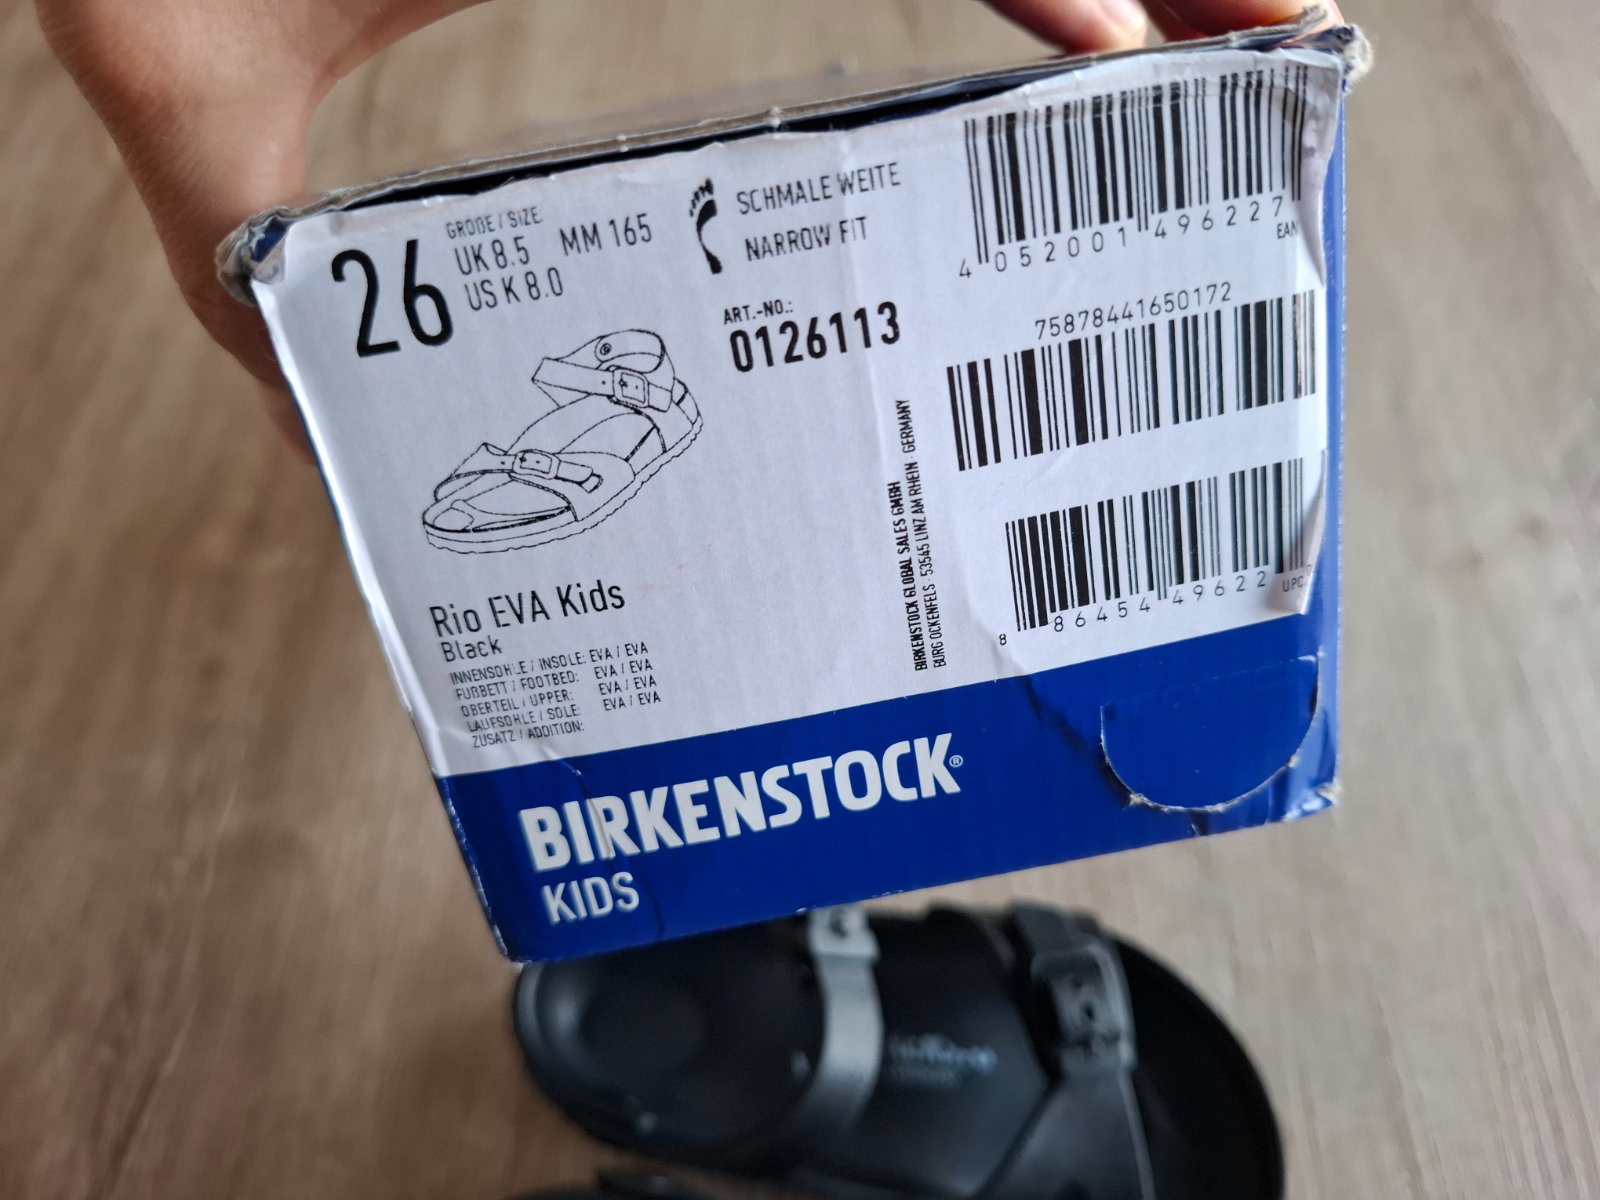 26
GRÖßE / SIZE
UK 8.5 MM 165
US K 8.0
SCHMALE WEITE
NARROW FIT
ART.-NO.:
0126113
4 052001 496227
EAN
75878441650172
8 86454 49622
UPC
BIRKENSTOCK GLOBAL SALES GMBH
BURG OCKENFELS · 53545 LINZ AM RHEIN · GERMANY
Rio EVA Kids
Black
INNENSOHLE / INSOLE: EVA / EVA
FUßBETT / FOOTBED: EVA / EVA
OBERTEIL / UPPER: EVA / EVA
LAUFSOHLE / SOLE: EVA / EVA
ZUSATZ / ADDITION:
BIRKENSTOCK®
KIDS